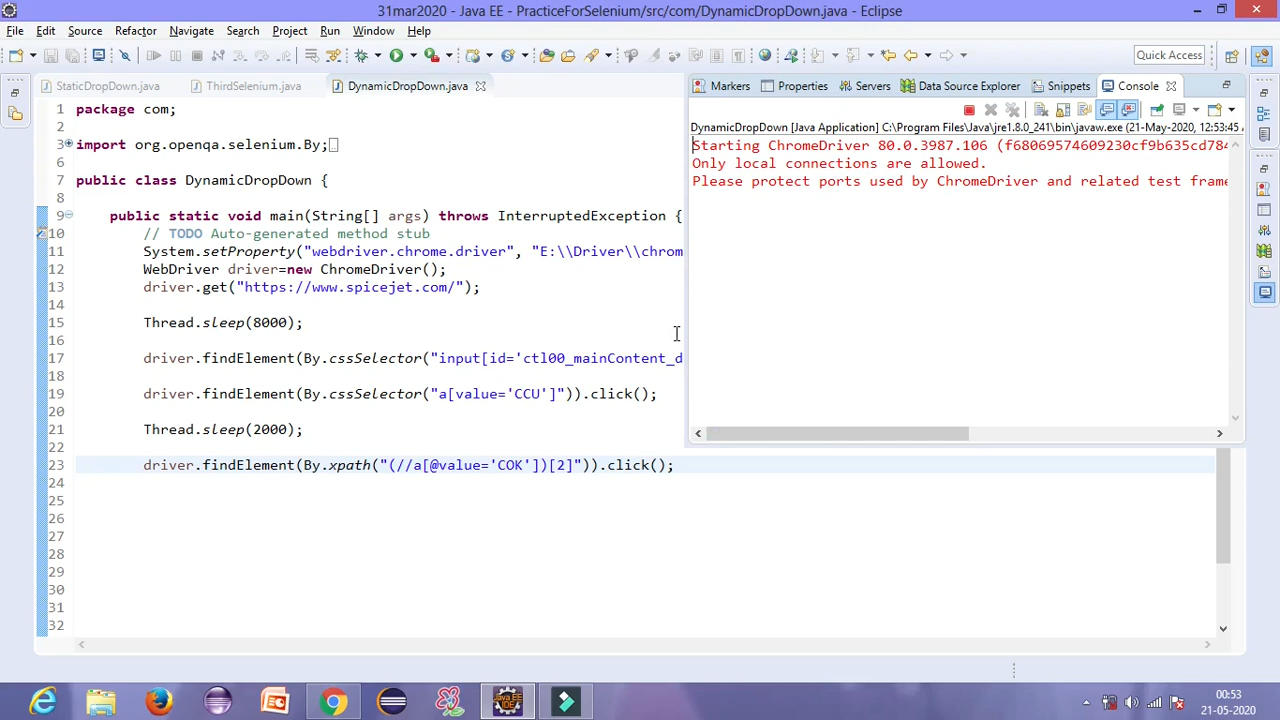 31mar2020 - Java EE - PracticeForSelenium/src/com/DynamicDropDown.java - Eclipse
File Edit Source Refactor Navigate Search Project Run Window Help
Quick Access
StaticDropDown.java ThirdSelenium.java DynamicDropDown.java
Markers Properties Servers Data Source Explorer Snippets Console
DynamicDropDown [Java Application] C:\Program Files\Java\jre1.8.0_241\bin\javaw.exe (21-May-2020, 12:53:45
Starting ChromeDriver 80.0.3987.106 (f68069574609230cf9b635cd784
Only local connections are allowed.
Please protect ports used by ChromeDriver and related test frame
1 package com;
2
3 import org.openqa.selenium.By;
6
7 public class DynamicDropDown {
8
9 public static void main(String[] args) throws InterruptedException {
10 // TODO Auto-generated method stub
11 System.setProperty("webdriver.chrome.driver", "E:\\Driver\\chrom
12 WebDriver driver=new ChromeDriver();
13 driver.get("https://www.spicejet.com/");
14
15 Thread.sleep(8000);
16
17 driver.findElement(By.cssSelector("input[id='ctl00_mainContent_d
18
19 driver.findElement(By.cssSelector("a[value='CCU']")).click();
20
21 Thread.sleep(2000);
22
23 driver.findElement(By.xpath("(//a[@value='COK'])[2]")).click();
24
25
26
27
28
29
30
31
32
Java EE IDE
00:53
21-05-2020